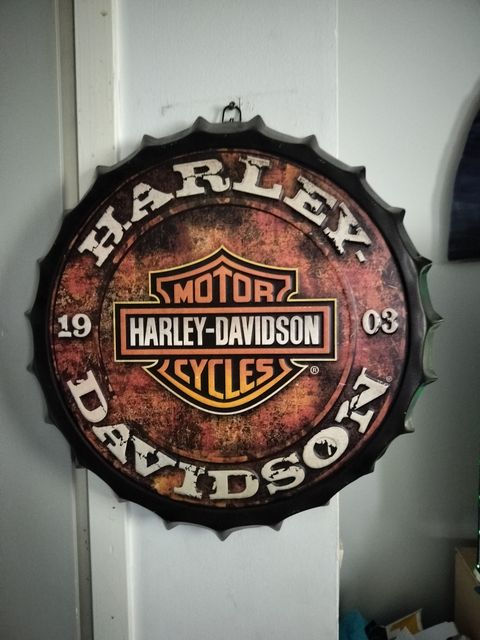 HARLEY-
19
03
MOTOR
HARLEY-DAVIDSON
CYCLES
®
DAVIDSON®